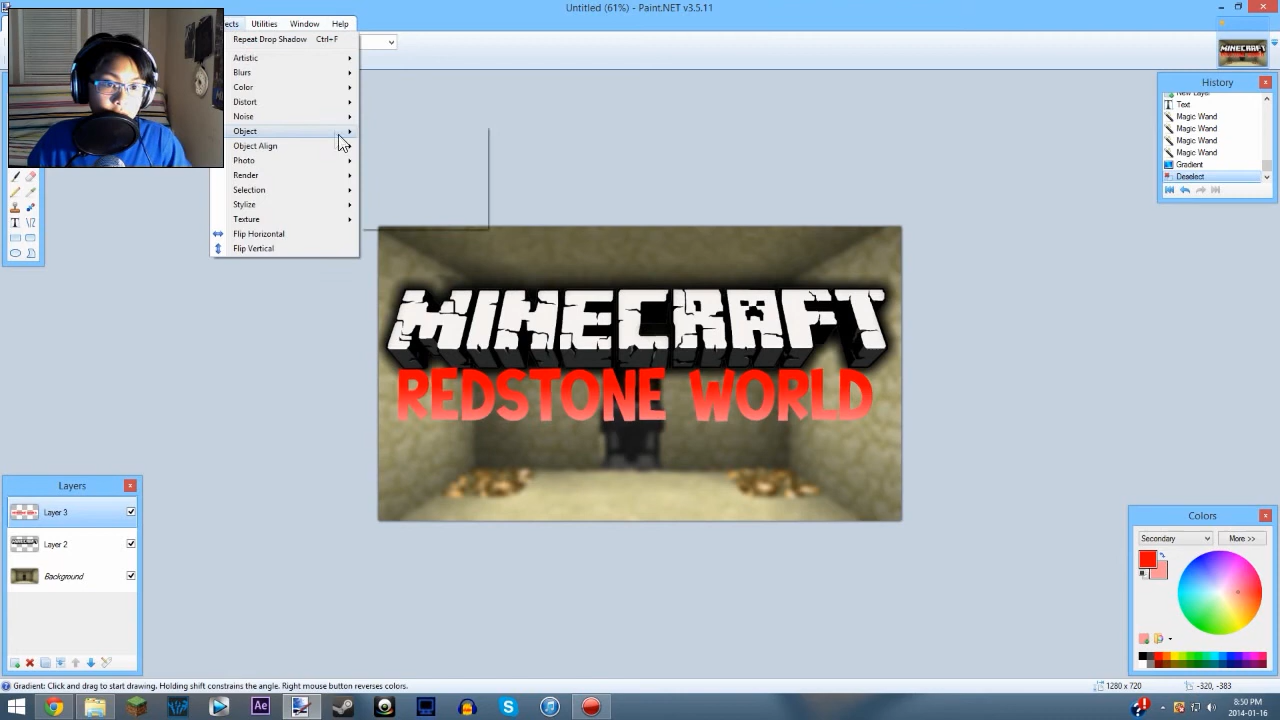 Untitled (61%) - Paint.NET v3.5.11
Utilities Window Help
Repeat Drop Shadow Ctrl+F
Artistic
Blurs
Color
Distort
Noise
Object
Object Align
Photo
Render
Selection
Stylize
Texture
Flip Horizontal
Flip Vertical
History
New Layer
Text
Magic Wand
Magic Wand
Magic Wand
Magic Wand
Gradient
Deselect
MINECRAFT
REDSTONE WORLD
Layers
Layer 3
Layer 2
Background
Colors
Secondary
More >>
Gradient: Click and drag to start drawing. Holding shift constrains the angle. Right mouse button reverses colors.
1280 x 720
-320, -383
8:50 PM
2014-01-16